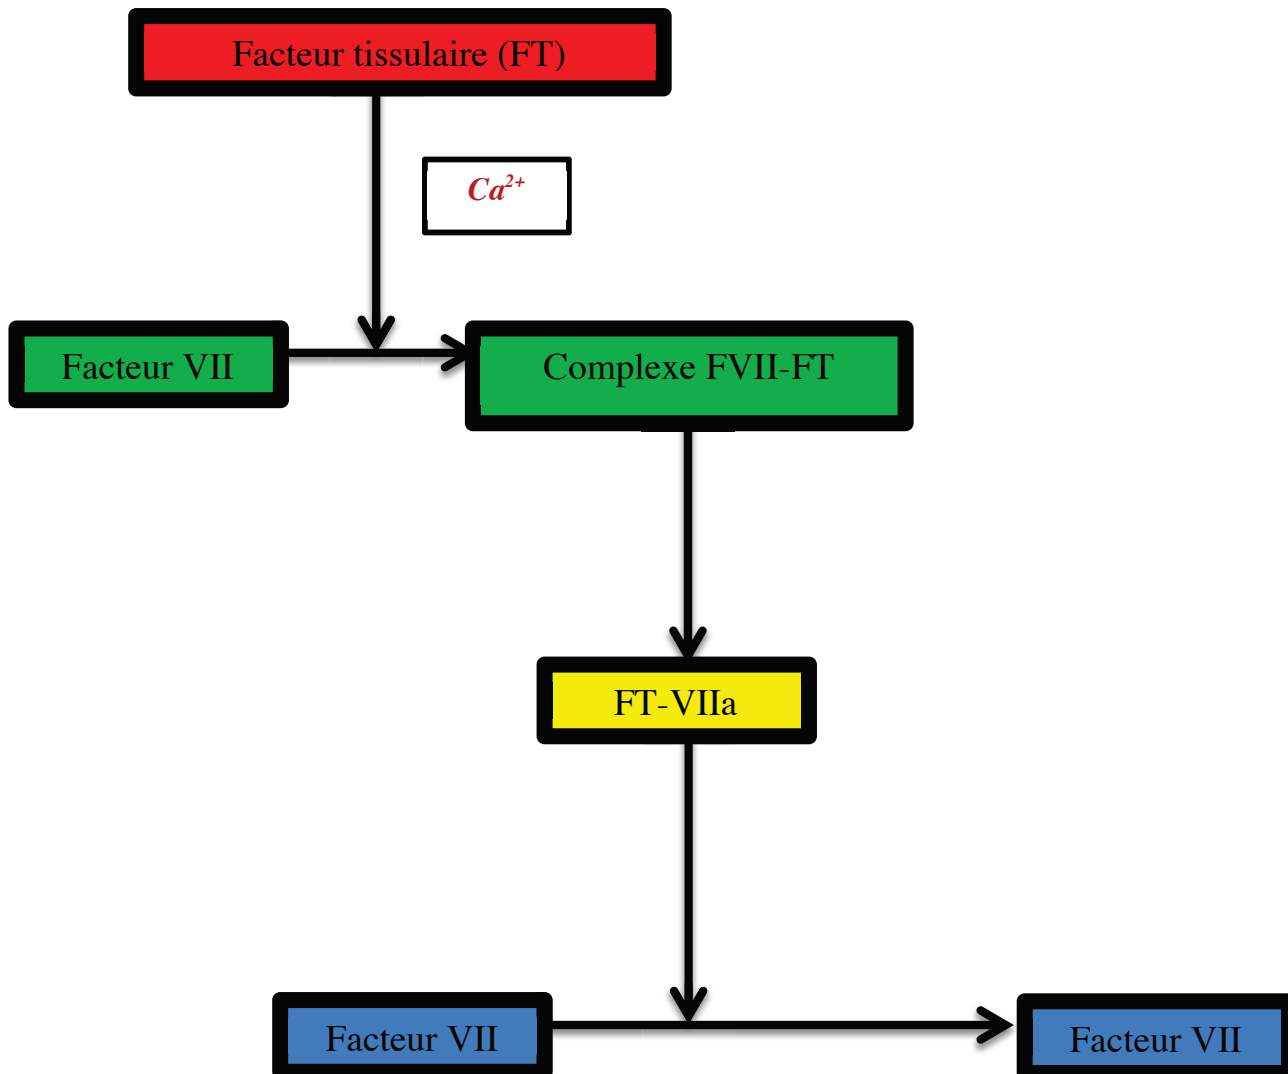 Facteur tissulaire (FT)
Ca²⁺
Facteur VII
Complexe FVII-FT
FT-VIIa
Facteur VII
Facteur VII